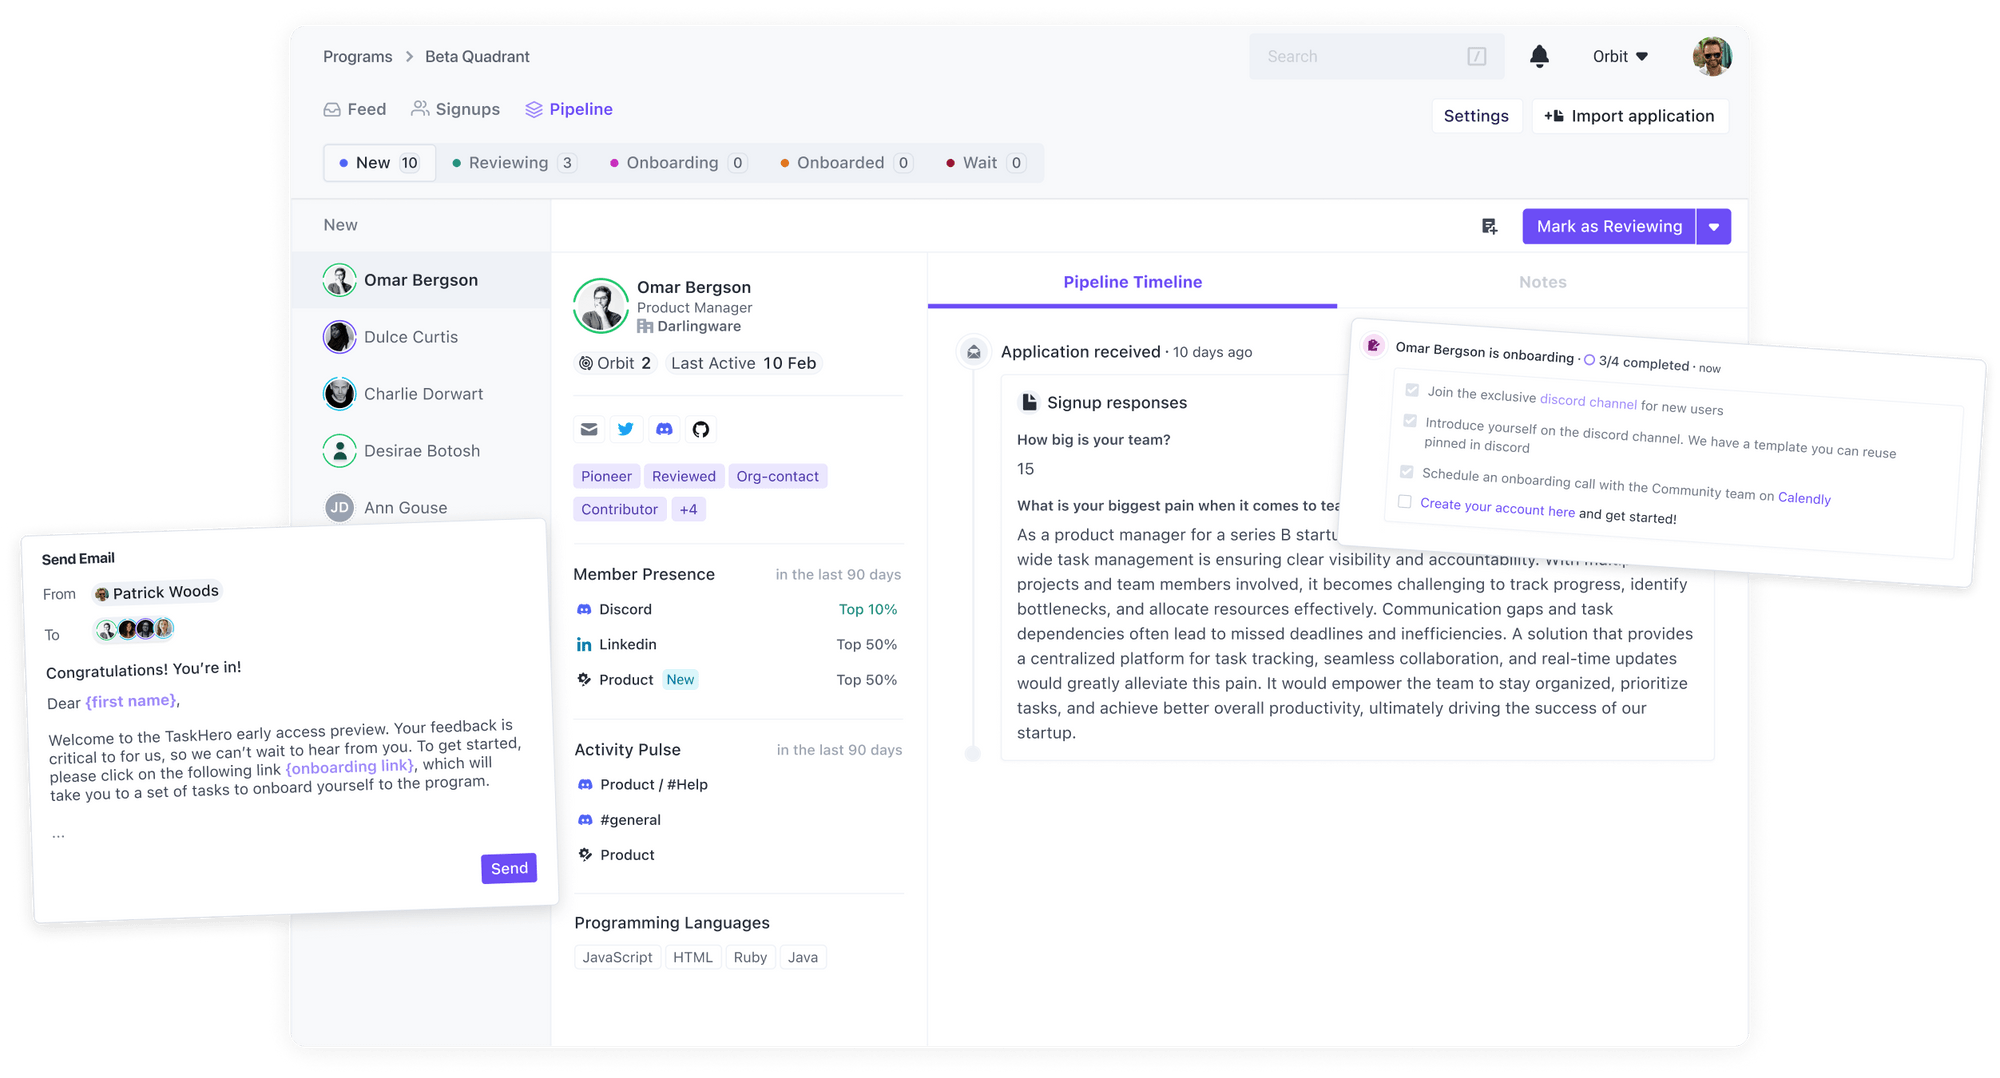 Programs > Beta Quadrant
Search /
Orbit
Feed Signups Pipeline
Settings Import application
New 10 Reviewing 3 Onboarding 0 Onboarded 0 Wait 0
New
Mark as Reviewing
Omar Bergson
Dulce Curtis
Charlie Dorwart
Desirae Botosh
JD Ann Gouse
Omar Bergson
Product Manager
Darlingware
Orbit 2 Last Active 10 Feb
Pioneer Reviewed Org-contact
Contributor +4
Member Presence in the last 90 days
Discord Top 10%
Linkedin Top 50%
Product New Top 50%
Activity Pulse in the last 90 days
Product / #Help
#general
Product
Programming Languages
JavaScript HTML Ruby Java
Pipeline Timeline Notes
Application received · 10 days ago
Signup responses
How big is your team?
15
What is your biggest pain when it comes to
As a product manager for a series B
wide task management is ensuring clear visibility and accountability. With
projects and team members involved, it becomes challenging to track progress, identify
bottlenecks, and allocate resources effectively. Communication gaps and task
dependencies often lead to missed deadlines and inefficiencies. A solution that provides
a centralized platform for task tracking, seamless collaboration, and real-time updates
would greatly alleviate this pain. It would empower the team to stay organized, prioritize
tasks, and achieve better overall productivity, ultimately driving the success of our
startup.
Omar Bergson is onboarding · 3/4 completed · now
Join the exclusive discord channel for new users
Introduce yourself on the discord channel. We have a template you can reuse
pinned in discord
Schedule an onboarding call with the Community team on Calendly
Create your account here and get started!
Send Email
From Patrick Woods
To
Congratulations! You're in!
Dear {first name},
Welcome to the TaskHero early access preview. Your feedback is
critical to for us, so we can't wait to hear from you. To get started,
please click on the following link {onboarding link}, which will
take you to a set of tasks to onboard yourself to the program.
...
Send